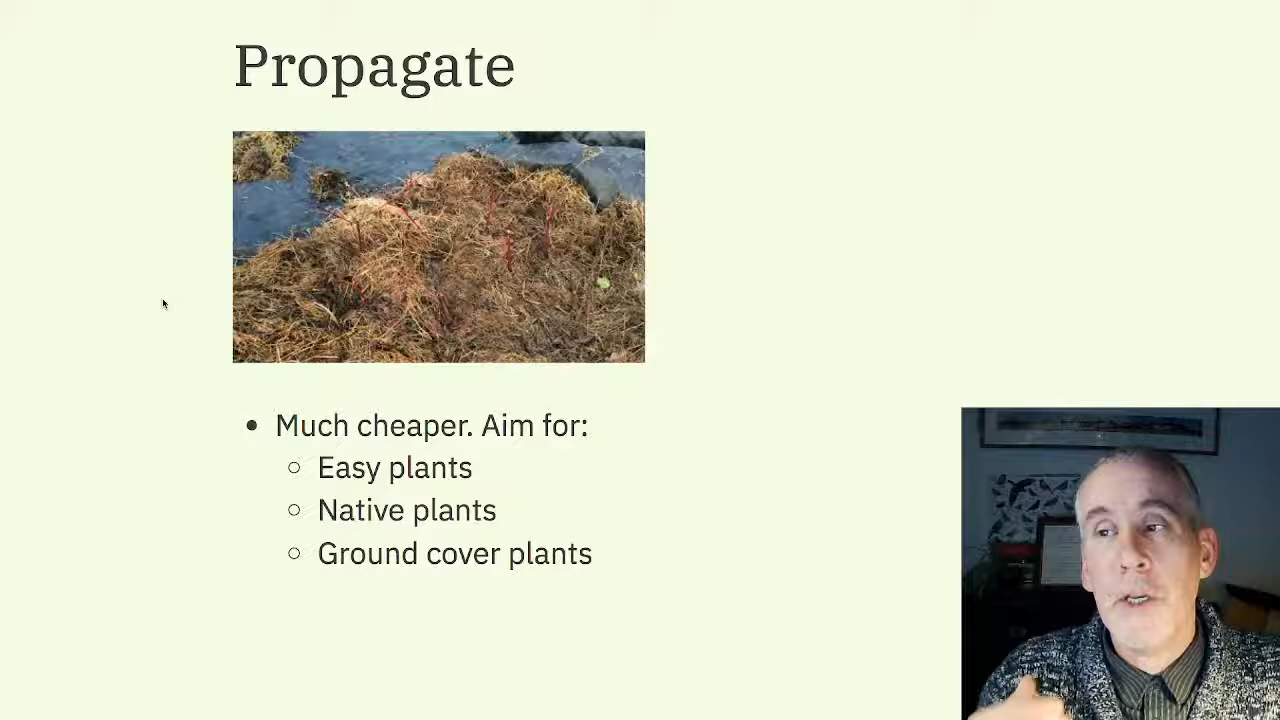 Propagate
Much cheaper. Aim for:
Easy plants
Native plants
Ground cover plants